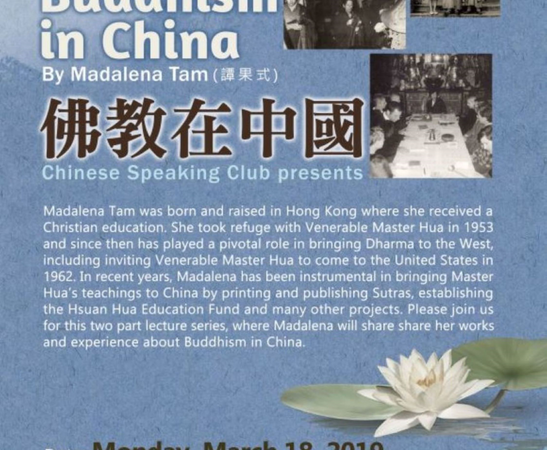 Buddhism
in China
By Madalena Tam (譚果式)
佛教在中國
Chinese Speaking Club presents
Madalena Tam was born and raised in Hong Kong where she received a
Christian education. She took refuge with Venerable Master Hua in 1953
and since then has played a pivotal role in bringing Dharma to the West,
including inviting Venerable Master Hua to come to the United States in
1962. In recent years, Madalena has been instrumental in bringing Master
Hua's teachings to China by printing and publishing Sutras, establishing
the Hsuan Hua Education Fund and many other projects. Please join us
for this two part lecture series, where Madalena will share share her works
and experience about Buddhism in China.
Monday, March 18, 2019